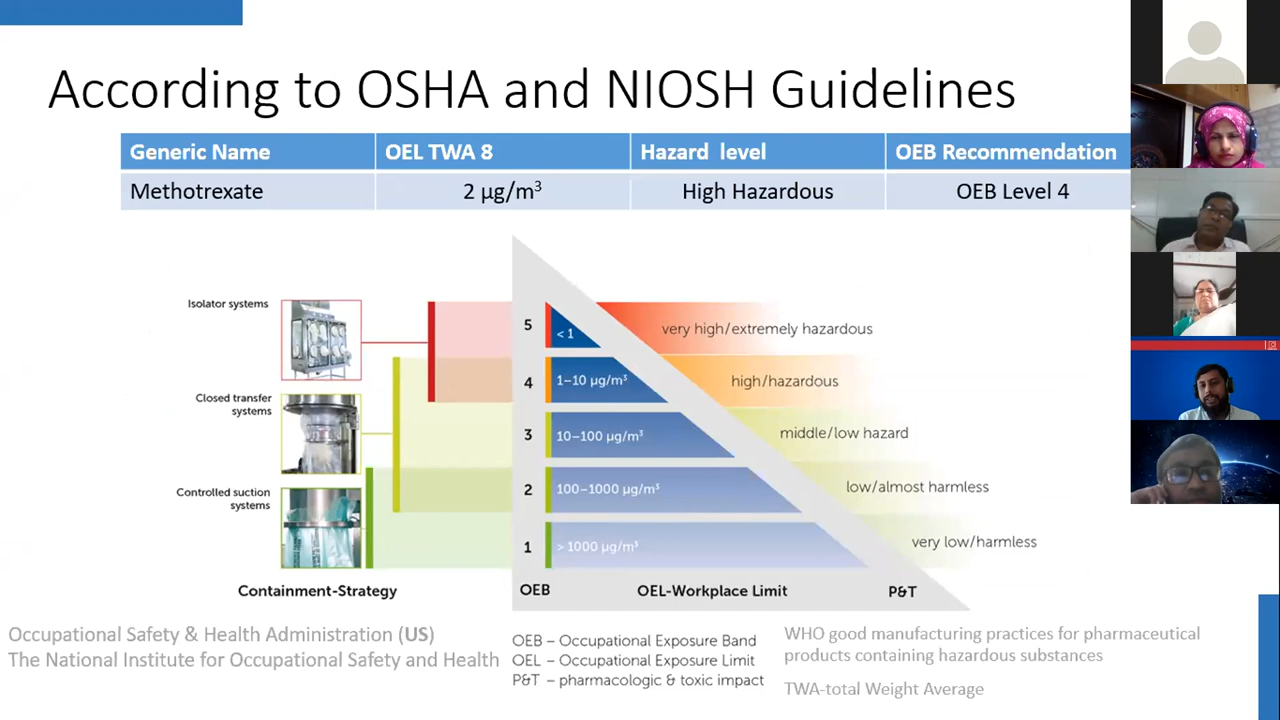 According to OSHA and NIOSH Guidelines
Generic Name OEL TWA 8 Hazard level OEB Recommendation
Methotrexate 2 µg/m³ High Hazardous OEB Level 4
Isolator systems
Closed transfer
systems
Controlled suction
systems
Containment-Strategy
5 < 1 very high/extremely hazardous
4 1–10 µg/m³ high/hazardous
3 10–100 µg/m³ middle/low hazard
2 100–1000 µg/m³ low/almost harmless
1 > 1000 µg/m³ very low/harmless
OEB OEL-Workplace Limit P&T
Occupational Safety & Health Administration (US)
The National Institute for Occupational Safety and Health
OEB – Occupational Exposure Band
OEL – Occupational Exposure Limit
P&T – pharmacologic & toxic impact
WHO good manufacturing practices for pharmaceutical
products containing hazardous substances
TWA-total Weight Average